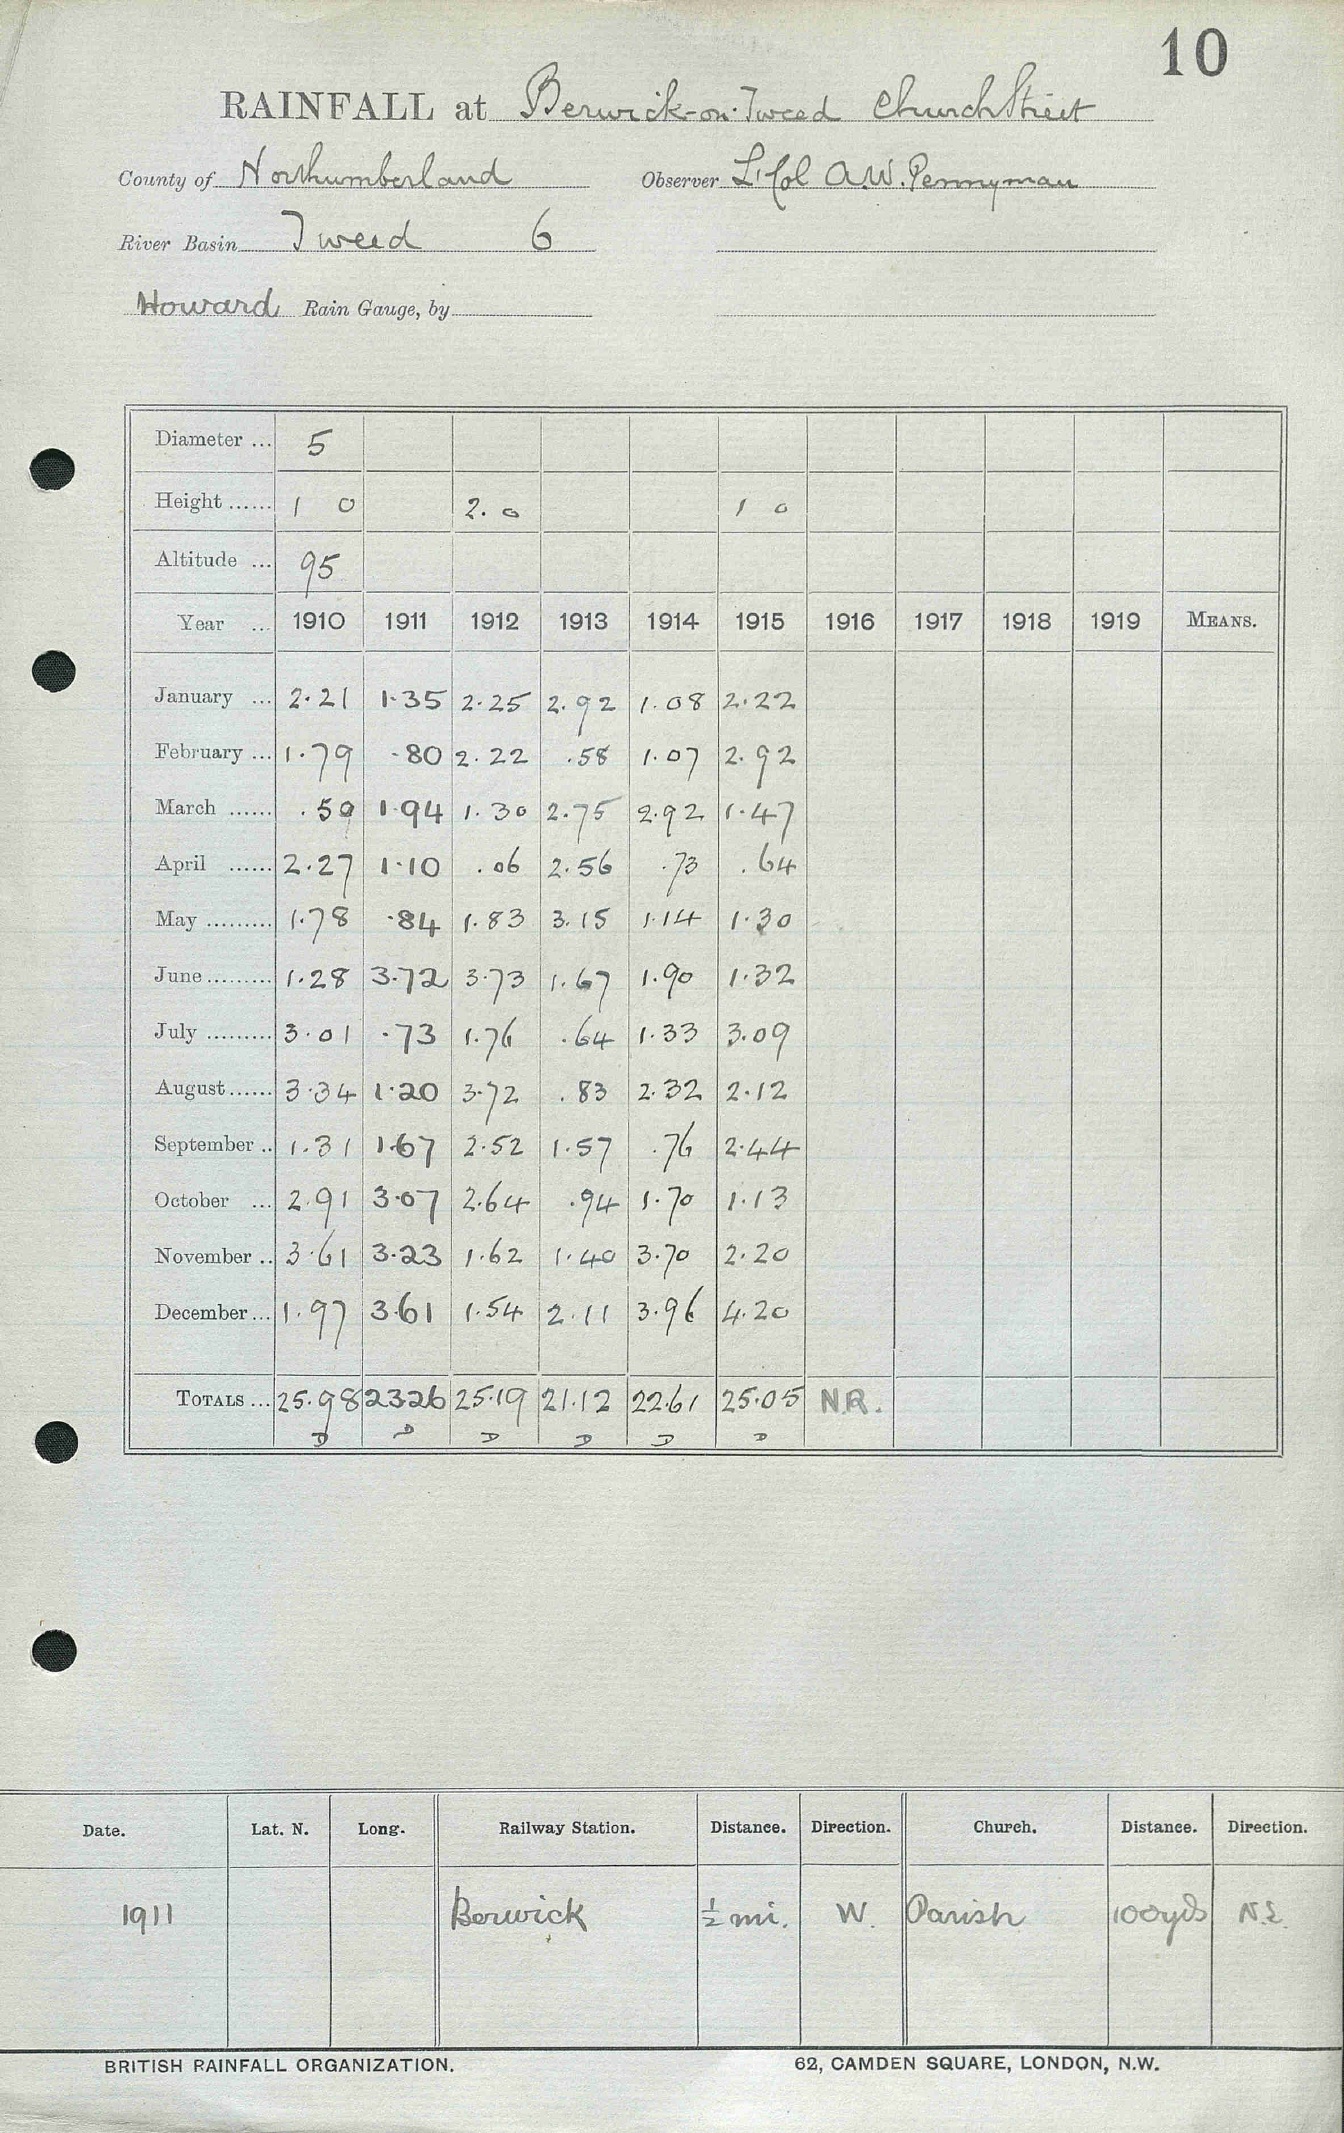 10
RAINFALL at Berwick-on-Tweed Church Street
County of Northumberland Observer Lt Col A.W. Pennyman
River Basin Tweed 6
Howard Rain Gauge, by
Diameter ... 5
Height ...... 1 0 2. 0 1 0
Altitude ... 95
Year ... 1910 1911 1912 1913 1914 1915 1916 1917 1918 1919 MEANS.
January ... 2.21 1.35 2.25 2.92 1.08 2.22
February ... 1.79 .80 2.22 .58 1.07 2.92
March ...... .59 1.94 1.30 2.75 2.92 1.47
April ...... 2.27 1.10 .06 2.56 .73 .64
May ......... 1.78 .84 1.83 3.15 1.14 1.30
June ......... 1.28 3.72 3.73 1.67 1.90 1.32
July ......... 3.01 .73 1.76 .64 1.33 3.09
August ...... 3.34 1.20 3.72 .83 2.32 2.12
September .. 1.31 1.67 2.52 1.57 .76 2.44
October ... 2.91 3.07 2.64 .94 1.70 1.13
November .. 3.61 3.23 1.62 1.40 3.70 2.20
December ... 1.97 3.61 1.54 2.11 3.96 4.20
TOTALS ... 25.98 23.26 25.19 21.12 22.61 25.05 N.R.
D D D D D D
Date. Lat. N. Long. Railway Station. Distance. Direction. Church. Distance. Direction.
1911 Berwick ½ mi. W. Parish 100yds N.E.
BRITISH RAINFALL ORGANIZATION. 62, CAMDEN SQUARE, LONDON, N.W.